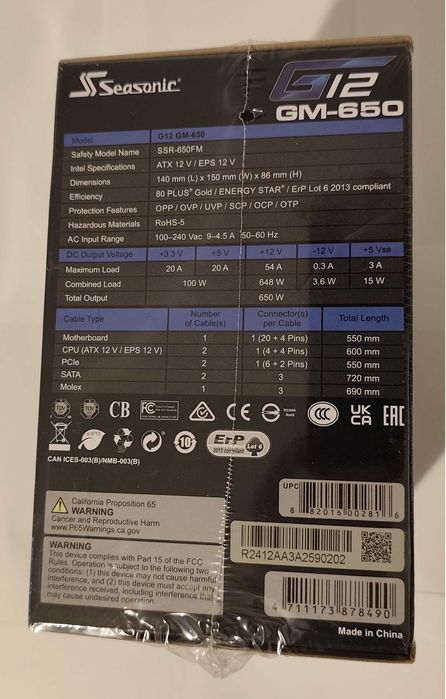 Seasonic®
G12
GM-650
Model G12 GM-650
Safety Model Name SSR-650FM
Intel Specifications ATX 12 V / EPS 12 V
Dimensions 140 mm (L) x 150 mm (W) x 86 mm (H)
Efficiency 80 PLUS® Gold / ENERGY STAR® / ErP Lot 6 2013 compliant
Protection Features OPP / OVP / UVP / SCP / OCP / OTP
Hazardous Materials RoHS-5
AC Input Range 100–240 Vac 9–4.5 A 50–60 Hz
DC Output Voltage +3.3 V +5 V +12 V -12 V +5 VSB
Maximum Load 20 A 20 A 54 A 0.3 A 3 A
Combined Load 100 W 648 W 3.6 W 15 W
Total Output 650 W
Cable Type Number of Cable(s) Connector(s) per Cable Total Length
Motherboard 1 1 (20 + 4 Pins) 550 mm
CPU (ATX 12 V / EPS 12 V) 2 1 (4 + 4 Pins) 600 mm
PCIe 2 1 (6 + 2 Pins) 550 mm
SATA 2 3 720 mm
Molex 1 3 690 mm
TÜV TÜV CB FC CE CCC UK CA EAC
10 ErP Lot 6
2013 compliant
CAN ICES-003(B)/NMB-003(B)
California Proposition 65
WARNING
Cancer and Reproductive Harm
www.P65Warnings.ca.gov
WARNING
This device complies with Part 15 of the FCC
Rules. Operation is subject to the following two
conditions: (1) this device may not cause harmful
interference, and (2) this device must accept any
interference received, including interference that
may cause undesired operation.
UPC
8 82016 00281 6
R2412AA3A2590202
4 711173 878490
Made in China